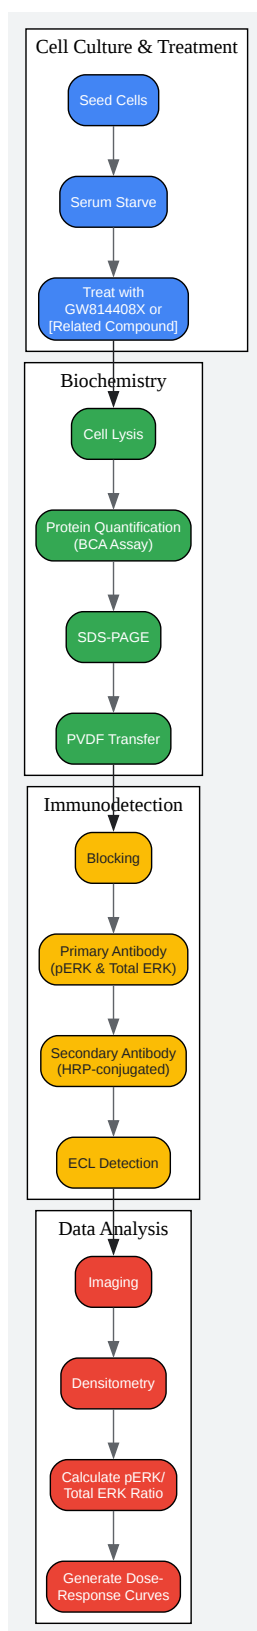 Cell Culture & Treatment
Seed Cells
Serum Starve
Treat with
GW814408X or
[Related Compound]
Biochemistry
Cell Lysis
Protein Quantification
(BCA Assay)
SDS-PAGE
PVDF Transfer
Immunodetection
Blocking
Primary Antibody
(pERK & Total ERK)
Secondary Antibody
(HRP-conjugated)
ECL Detection
Data Analysis
Imaging
Densitometry
Calculate pERK/
Total ERK Ratio
Generate Dose-
Response Curves